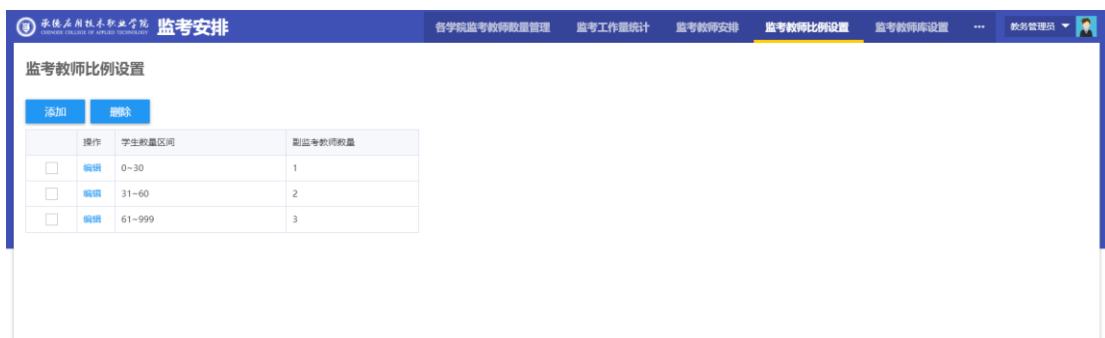 承德应用技术职业学院 监考安排 各学院监考教师数量管理 监考工作量统计 监考教师安排 监考教师比例设置 监考教师库设置 ··· 教务管理员
CHENGDE COLLEGE OF APPLIED TECHNOLOGY
监考教师比例设置
添加 删除
操作 学生数量区间 副监考教师数量
编辑 0~30 1
编辑 31~60 2
编辑 61~999 3